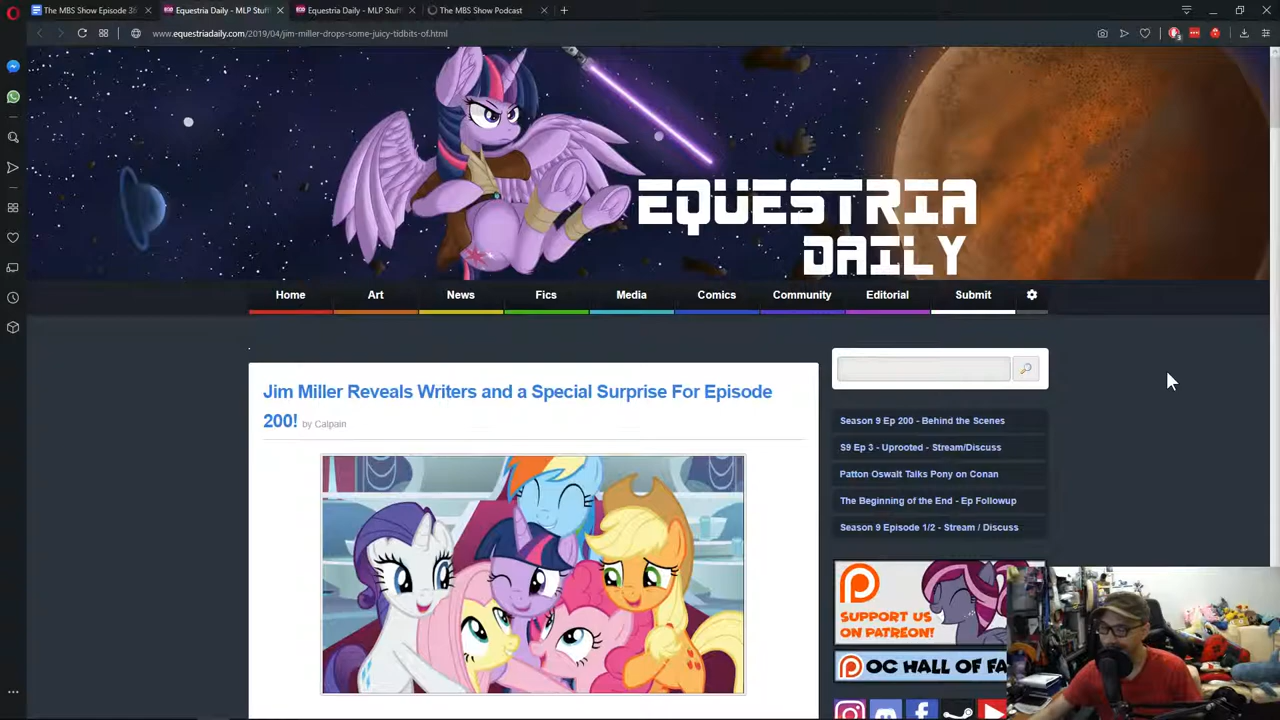 The MBS Show Episode 36
Equestria Daily - MLP Stuf
Equestria Daily - MLP Stuf
The MBS Show Podcast
www.equestriadaily.com/2019/04/jim-miller-drops-some-juicy-tidbits-of.html
EQUESTRIA
DAILY
Home
Art
News
Fics
Media
Comics
Community
Editorial
Submit
Jim Miller Reveals Writers and a Special Surprise For Episode
200! by Calpain
Season 9 Ep 200 - Behind the Scenes
S9 Ep 3 - Uprooted - Stream/Discuss
Patton Oswalt Talks Pony on Conan
The Beginning of the End - Ep Followup
Season 9 Episode 1/2 - Stream / Discuss
SUPPORT US
ON PATREON!
OC HALL OF FA